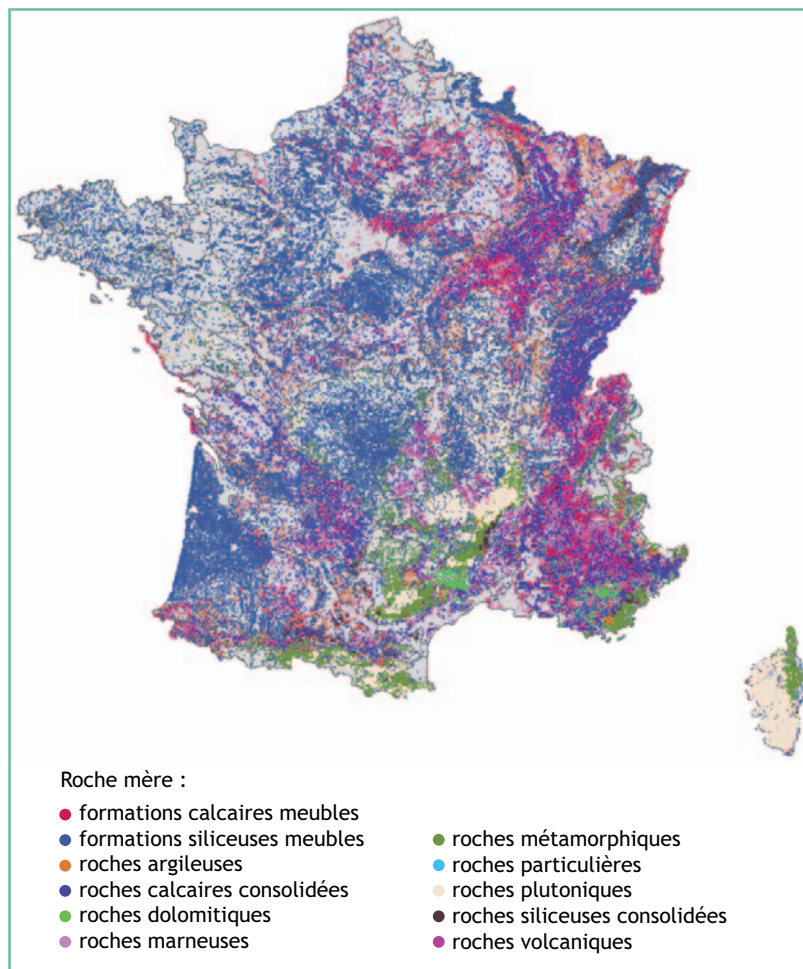 Roche mère :
formations calcaires meubles
formations siliceuses meubles
roches argileuses
roches calcaires consolidées
roches dolomitiques
roches marneuses
roches métamorphiques
roches particulières
roches plutoniques
roches siliceuses consolidées
roches volcaniques